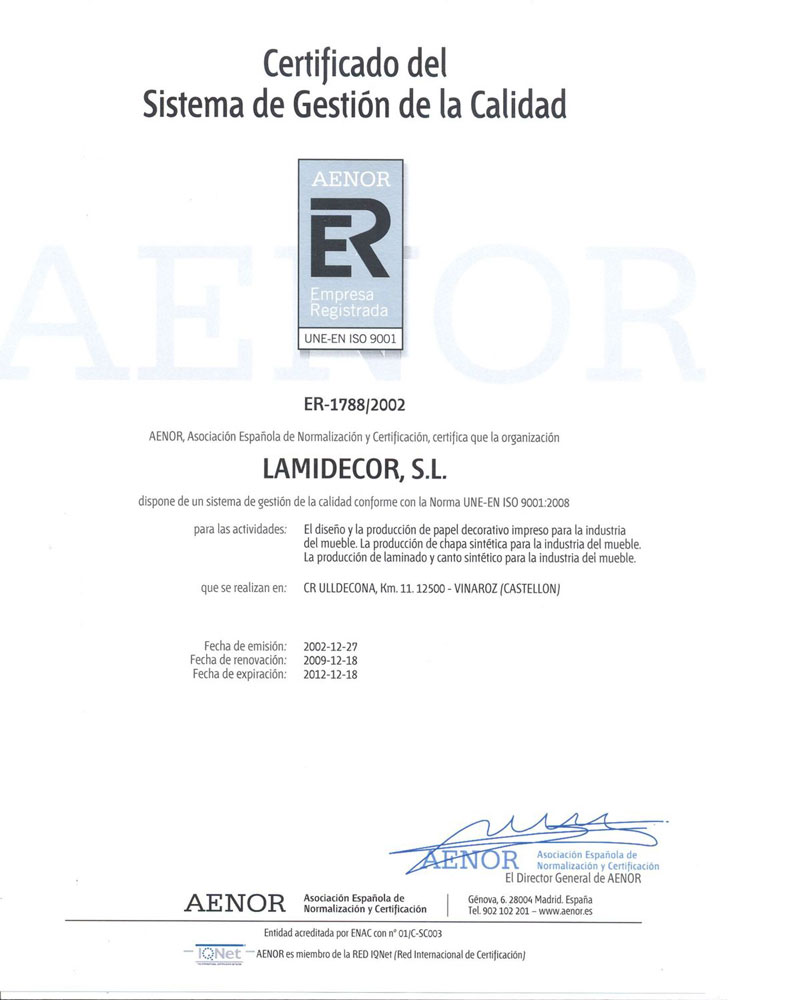 Certificado del
Sistema de Gestión de la Calidad
AENOR
ER
Empresa
Registrada
UNE-EN ISO 9001
AENOR
ER-1788/2002
AENOR, Asociación Española de Normalización y Certificación, certifica que la organización
LAMIDECOR, S.L.
dispone de un sistema de gestión de la calidad conforme con la Norma UNE-EN ISO 9001:2008
para las actividades: El diseño y la producción de papel decorativo impreso para la industria
del mueble. La producción de chapa sintética para la industria del mueble.
La producción de laminado y canto sintético para la industria del mueble.
que se realizan en: CR ULLDECONA, Km. 11. 12500 - VINAROZ (CASTELLON)
Fecha de emisión: 2002-12-27
Fecha de renovación: 2009-12-18
Fecha de expiración: 2012-12-18
AENOR Asociación Española de
Normalización y Certificación
El Director General de AENOR
AENOR Asociación Española de
Normalización y Certificación
Génova, 6. 28004 Madrid. España
Tel. 902 102 201 – www.aenor.es
Entidad acreditada por ENAC con nº 01/C-SC003
IQNet AENOR es miembro de la RED IQNet (Red Internacional de Certificación)